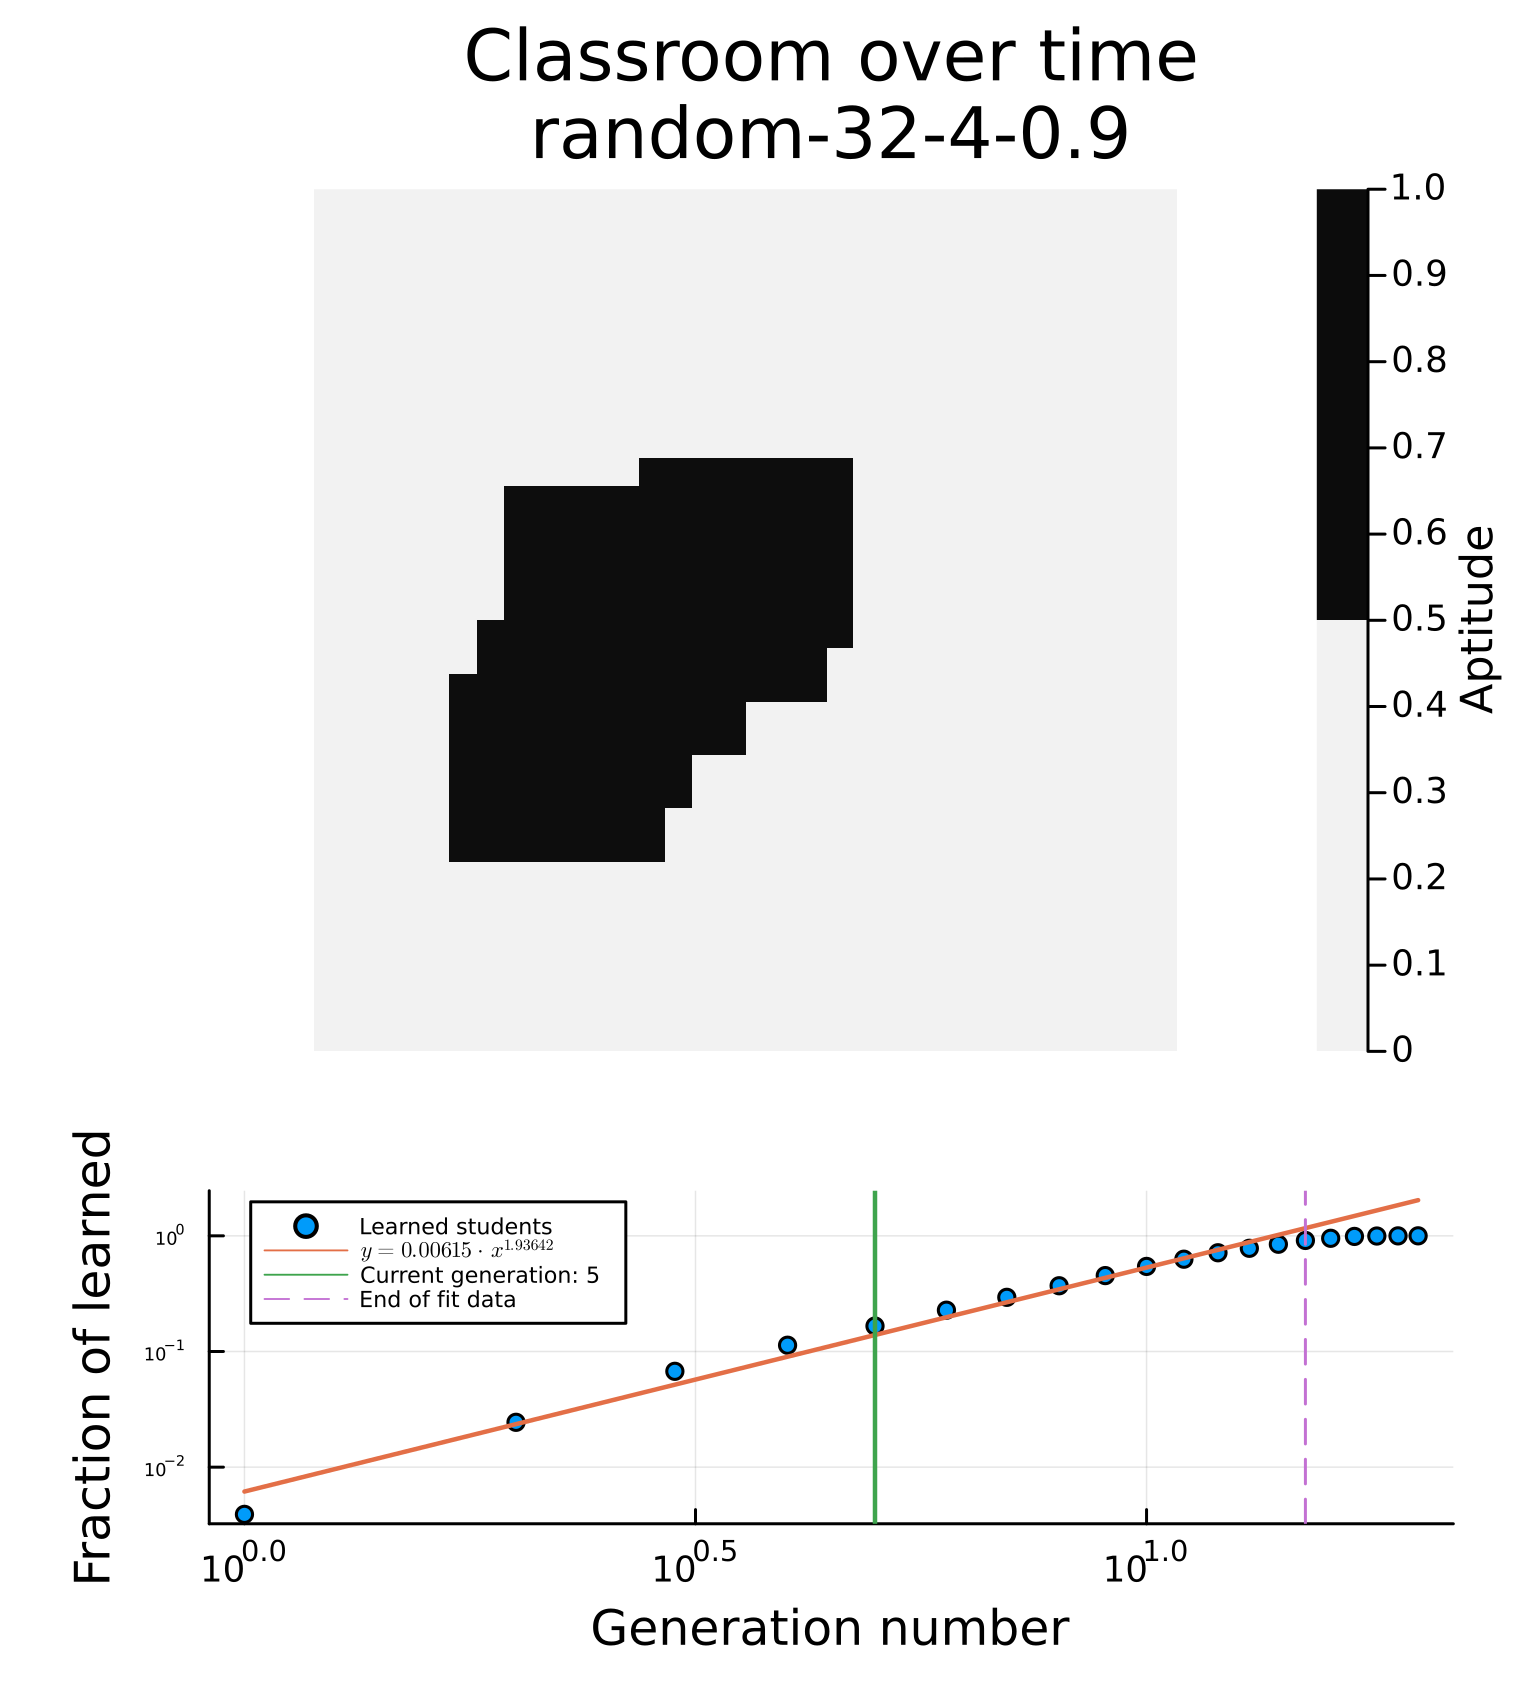 Classroom over time
random-32-4-0.9
1.0
0.9
0.8
0.7
0.6
0.5
0.4
0.3
0.2
0.1
0
Aptitude
Fraction of learned
10⁰
10⁻¹
10⁻²
Learned students
y = 0.00615 · x^1.93642
Current generation: 5
End of fit data
10^0.0
10^0.5
10^1.0
Generation number